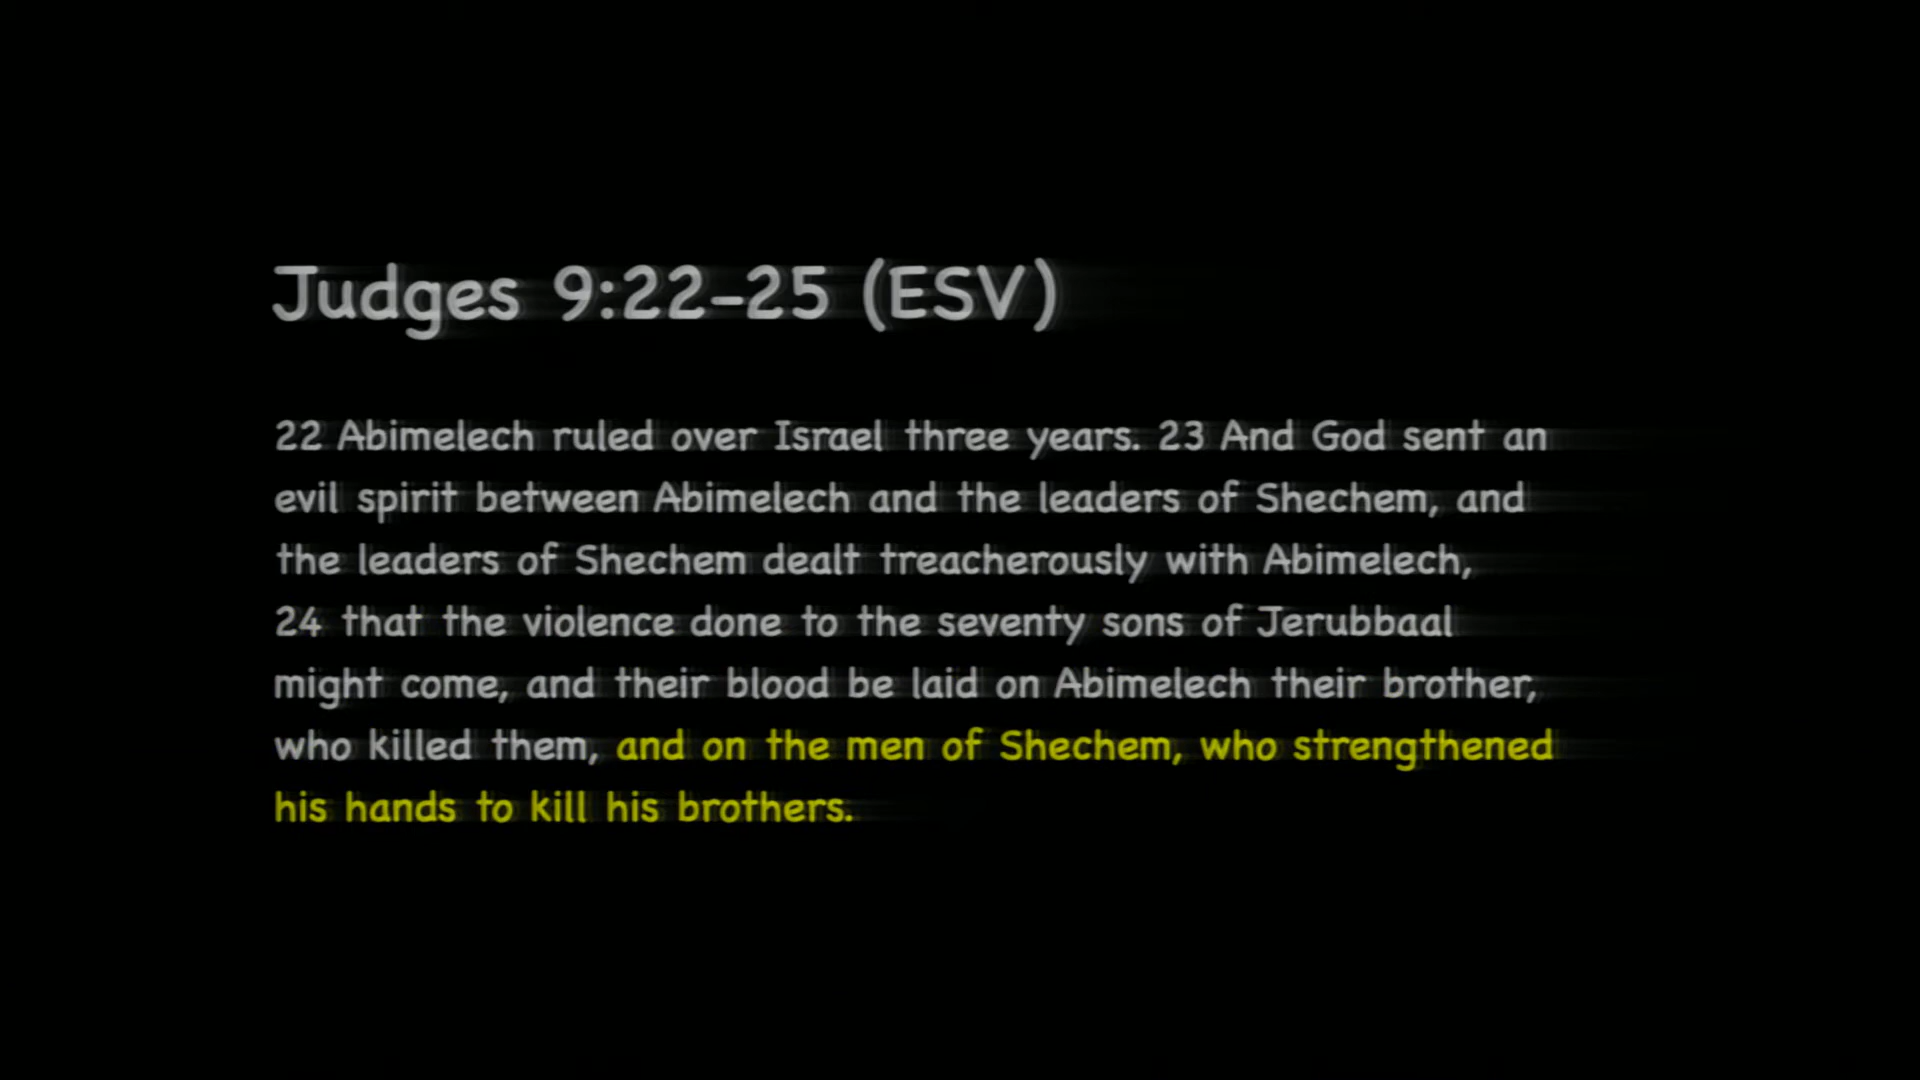 Judges 9:22–25 (ESV)
22 Abimelech ruled over Israel three years. 23 And God sent an
evil spirit between Abimelech and the leaders of Shechem, and
the leaders of Shechem dealt treacherously with Abimelech,
24 that the violence done to the seventy sons of Jerubbaal
might come, and their blood be laid on Abimelech their brother,
who killed them, and on the men of Shechem, who strengthened
his hands to kill his brothers.